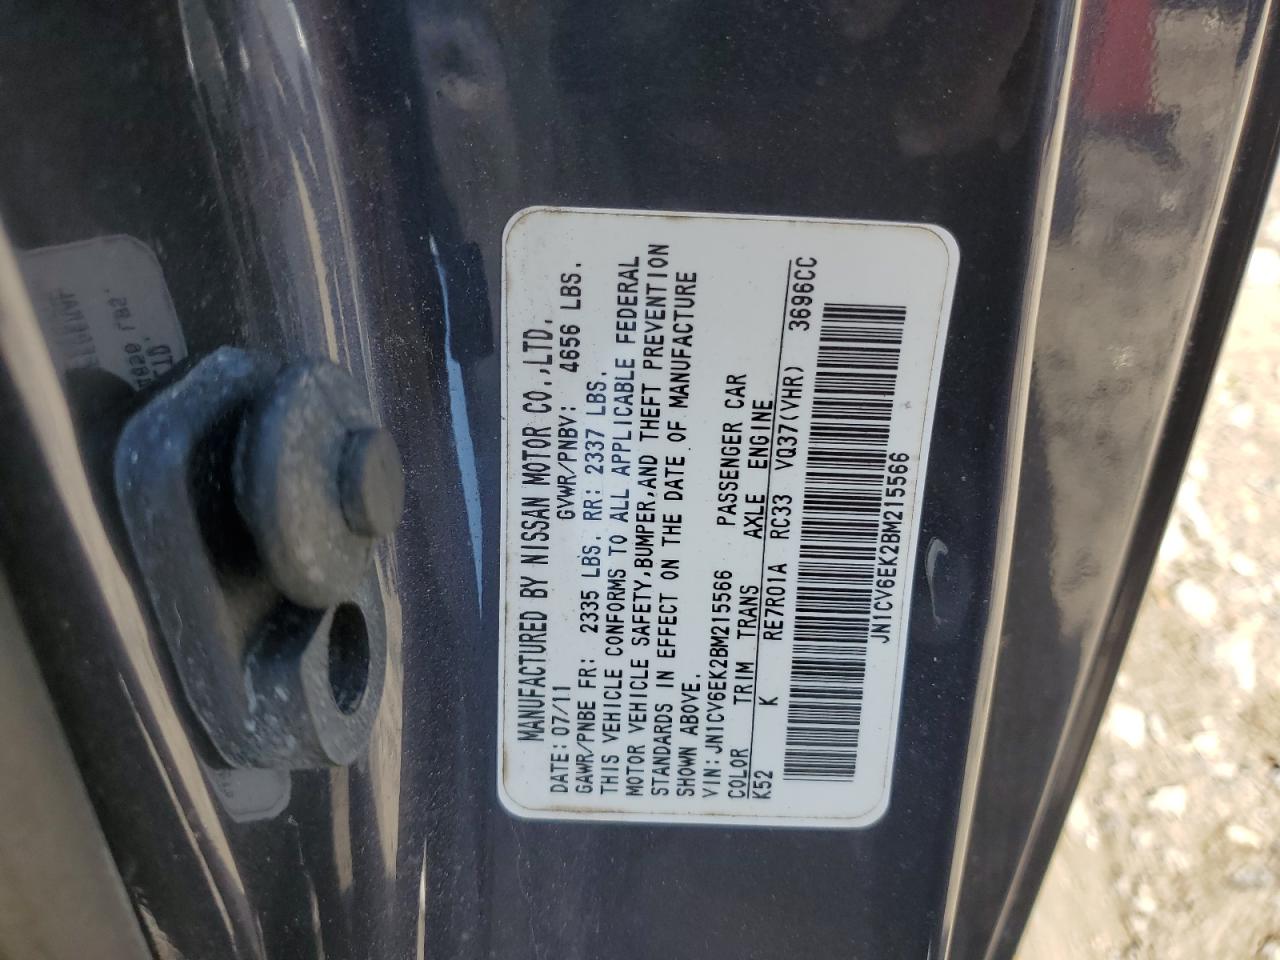 MANUFACTURED BY NISSAN MOTOR CO.,LTD.
DATE:07/11 GVWR/PNBV: 4656 LBS.
GAWR/PNBE FR: 2335 LBS. RR: 2337 LBS.
THIS VEHICLE CONFORMS TO ALL APPLICABLE FEDERAL
MOTOR VEHICLE SAFETY,BUMPER,AND THEFT PREVENTION
STANDARDS IN EFFECT ON THE DATE OF MANUFACTURE
SHOWN ABOVE.
VIN:JN1CV6EK2BM215566 PASSENGER CAR
COLOR TRIM TRANS AXLE ENGINE
K52 K RE7R01A RC33 VQ37(VHR) 3696CC
JN1CV6EK2BM215566